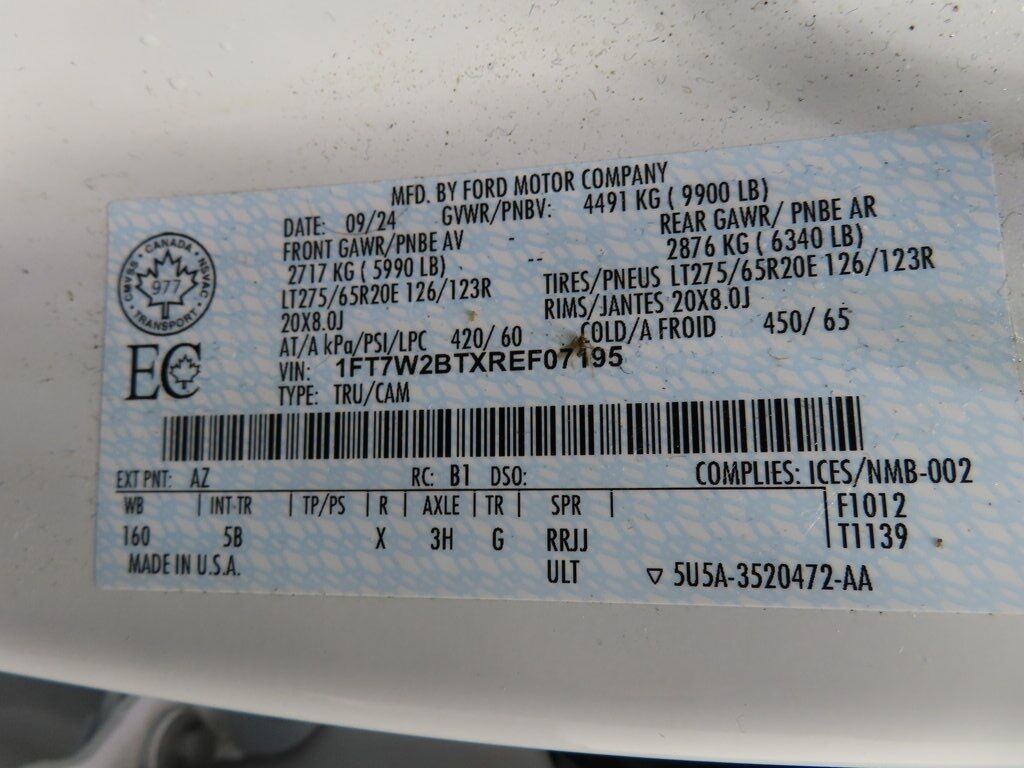 MFD. BY FORD MOTOR COMPANY
DATE: 09/24 GVWR/PNBV: 4491 KG ( 9900 LB)
FRONT GAWR/PNBE AV -- REAR GAWR/ PNBE AR
2717 KG ( 5990 LB) 2876 KG ( 6340 LB)
LT275/65R20E 126/123R TIRES/PNEUS LT275/65R20E 126/123R
20X8.0J RIMS/JANTES 20X8.0J
AT/A kPa/PSI/LPC 420/ 60 COLD/A FROID 450/ 65
VIN: 1FT7W2BTXREF07195
TYPE: TRU/CAM
CANADA
CMVSS 977 NSVAC
TRANSPORT
EC
EXT PNT: AZ RC: B1 DSO: COMPLIES: ICES/NMB-002
WB | INT-TR | TP/PS | R | AXLE | TR | SPR | F1012
160 5B X 3H G RRJJ T1139
MADE IN U.S.A. ULT ▽ 5U5A-3520472-AA